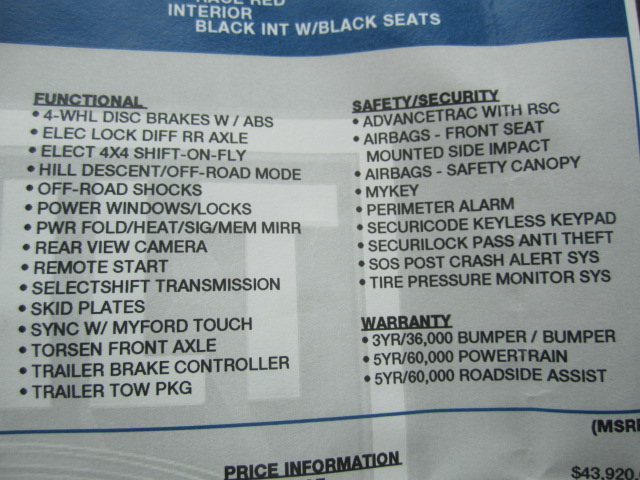 RACE RED
INTERIOR
BLACK INT W/BLACK SEATS
FUNCTIONAL
• 4-WHL DISC BRAKES W / ABS
• ELEC LOCK DIFF RR AXLE
• ELECT 4X4 SHIFT-ON-FLY
• HILL DESCENT/OFF-ROAD MODE
• OFF-ROAD SHOCKS
• POWER WINDOWS/LOCKS
• PWR FOLD/HEAT/SIG/MEM MIRR
• REAR VIEW CAMERA
• REMOTE START
• SELECTSHIFT TRANSMISSION
• SKID PLATES
• SYNC W/ MYFORD TOUCH
• TORSEN FRONT AXLE
• TRAILER BRAKE CONTROLLER
• TRAILER TOW PKG
SAFETY/SECURITY
• ADVANCETRAC WITH RSC
• AIRBAGS - FRONT SEAT
MOUNTED SIDE IMPACT
• AIRBAGS - SAFETY CANOPY
• MYKEY
• PERIMETER ALARM
• SECURICODE KEYLESS KEYPAD
• SECURILOCK PASS ANTI THEFT
• SOS POST CRASH ALERT SYS
• TIRE PRESSURE MONITOR SYS
WARRANTY
• 3YR/36,000 BUMPER / BUMPER
• 5YR/60,000 POWERTRAIN
• 5YR/60,000 ROADSIDE ASSIST
(MSRP
PRICE INFORMATION
$43,920.